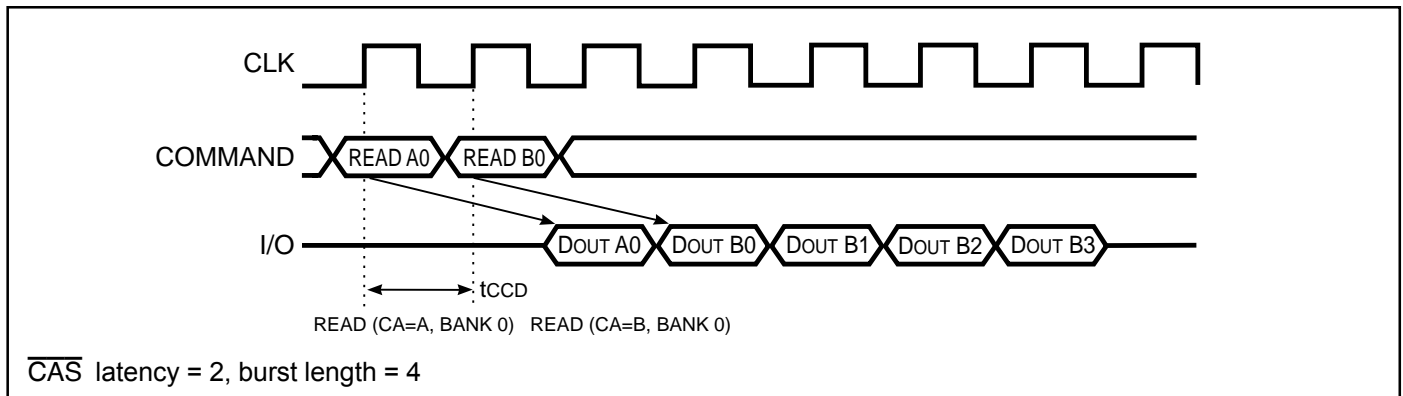 CLK
COMMAND READ A0 READ B0
I/O DOUT A0 DOUT B0 DOUT B1 DOUT B2 DOUT B3
tCCD
READ (CA=A, BANK 0) READ (CA=B, BANK 0)
CAS latency = 2, burst length = 4